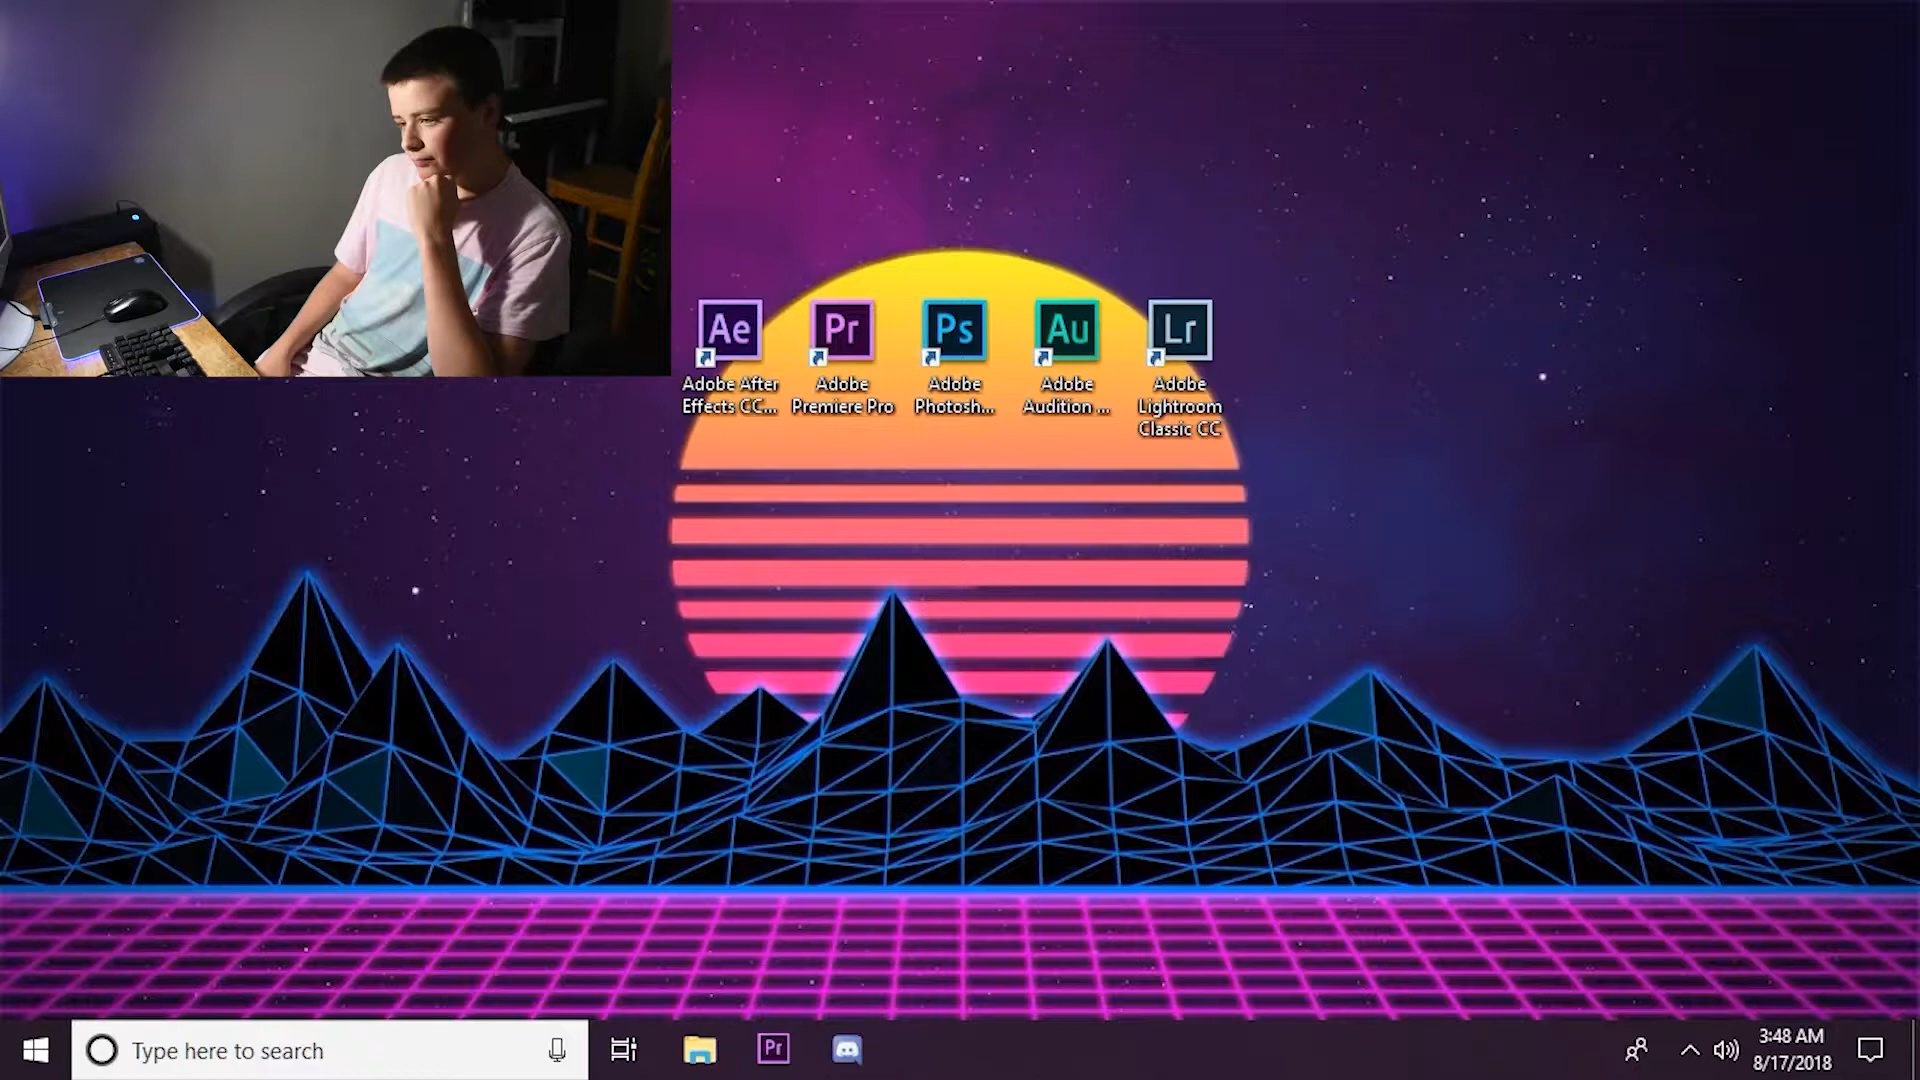 Ae Pr Ps Au Lr
Adobe After Effects CC...
Adobe Premiere Pro
Adobe Photosh...
Adobe Audition ...
Adobe Lightroom Classic CC
Type here to search
Pr
3:48 AM
8/17/2018